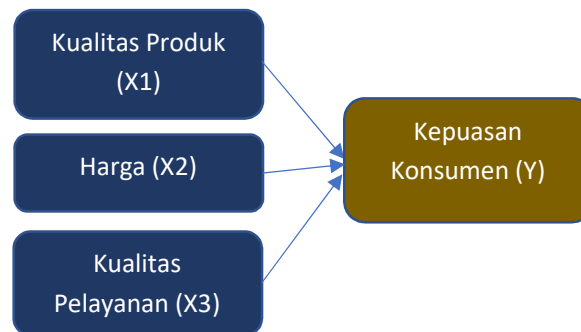 Kualitas Produk
(X1)
Harga (X2)
Kualitas
Pelayanan (X3)
Kepuasan
Konsumen (Y)